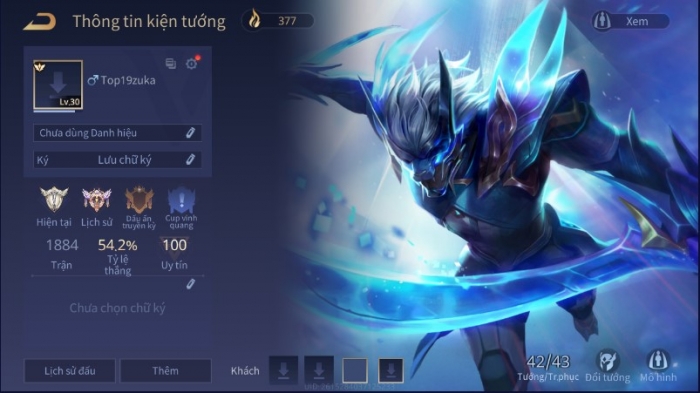 Thông tin kiện tướng
377
Xem
Top19zuka
Lv.30
Chưa dùng Danh hiệu
Ký Lưu chữ ký
Hiện tại
Lịch sử
Dấu ấn truyền kỳ
Cup vinh quang
1884 54,2% 100
Trận Tỷ lệ thắng Uy tín
Chưa chọn chữ ký
Lịch sử đấu
Thêm
Khách
42/43
Tướng/Tr.phục
Đổi tướng
Mô hình